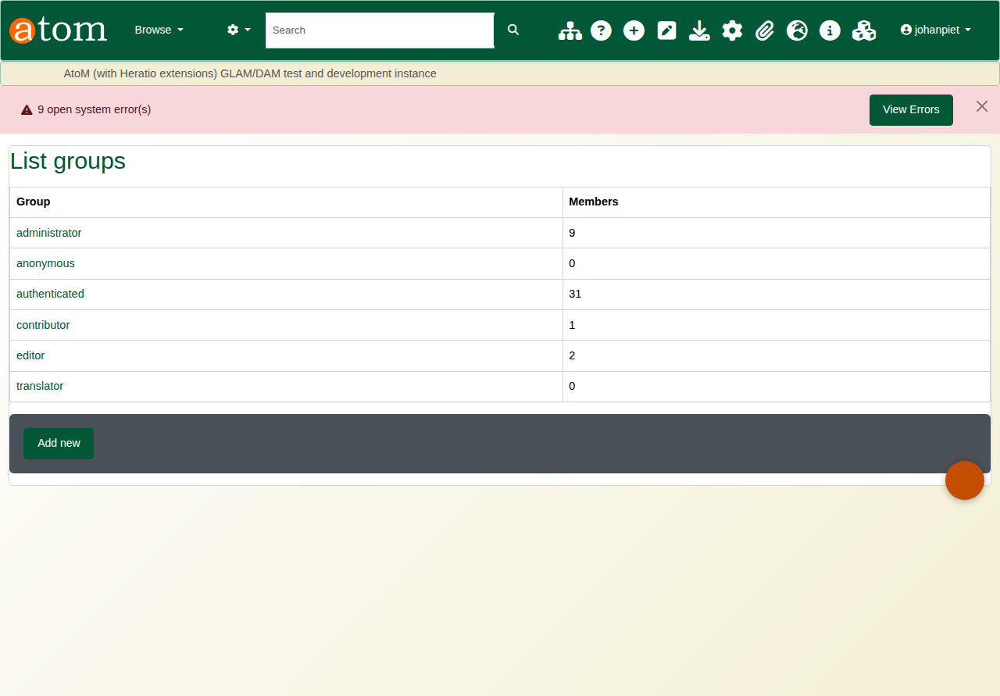 atom
Browse
Search
johanpiet
AtoM (with Heratio extensions) GLAM/DAM test and development instance
9 open system error(s)
View Errors
List groups
Group Members
administrator 9
anonymous 0
authenticated 31
contributor 1
editor 2
translator 0
Add new